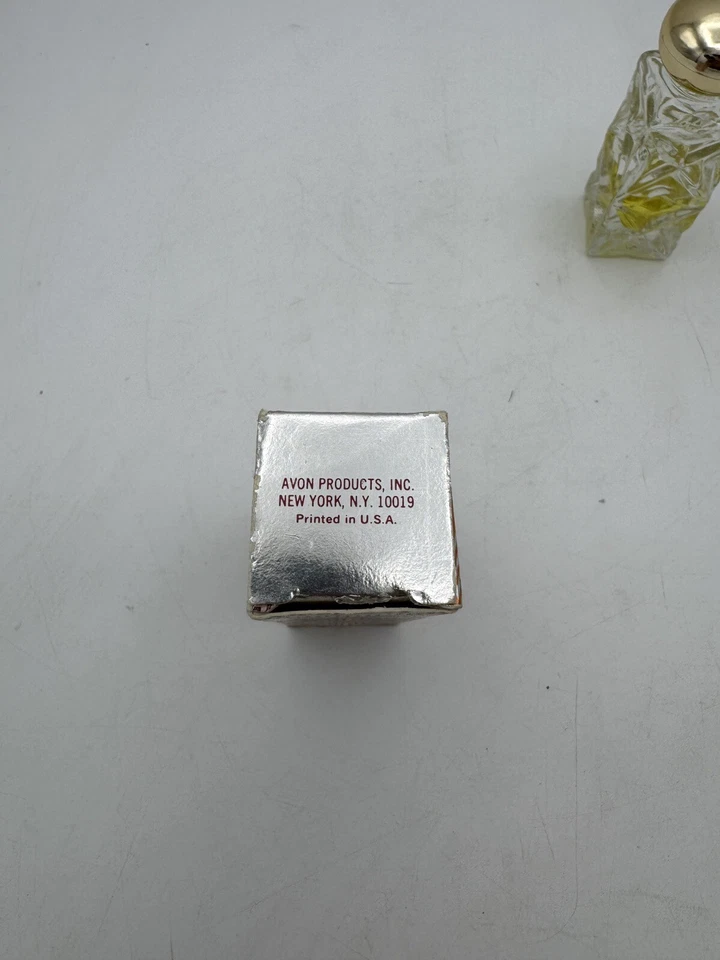 AVON PRODUCTS, INC.
NEW YORK, N.Y. 10019
Printed in U.S.A.